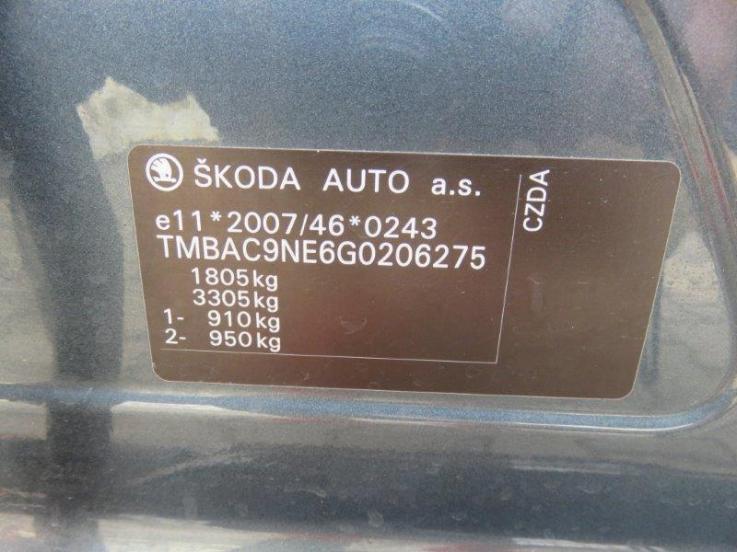 ŠKODA AUTO a.s.
e11*2007/46*0243
TMBAC9NE6G0206275
1805kg
3305kg
1- 910kg
2- 950kg
CZDA